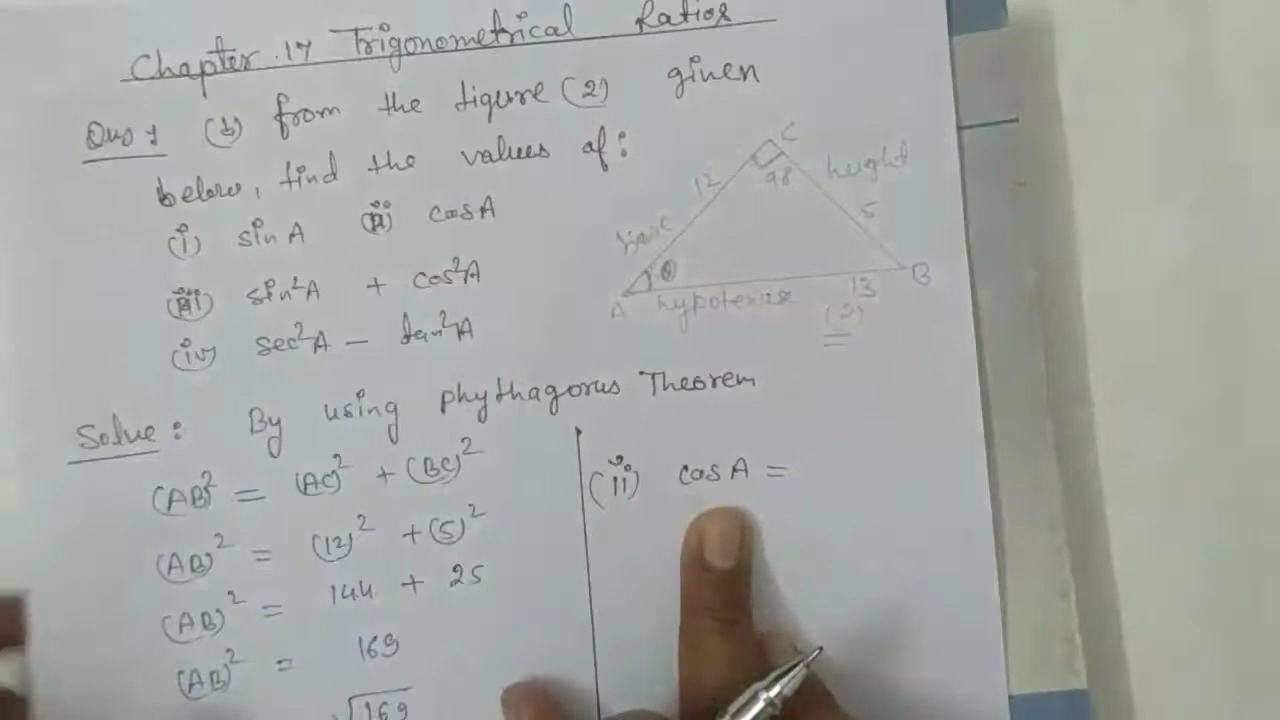 Chapter .17 Trigonometrical Ratios
Ques 1 (b) from the figure (2) given
below, find the values of:
(i) sin A (ii) cos A
(iii) sin²A + cos²A
(iv) sec²A - tan²A
C
12
90
height
5
Base
θ
A
hypotenuse
13
B
(2)
Solve: By using phythagorus Theorem
(AB)² = (AC)² + (BC)²
(AB)² = (12)² + (5)²
(AB)² = 144 + 25
(AB)² = 169
√169
(ii) cos A =